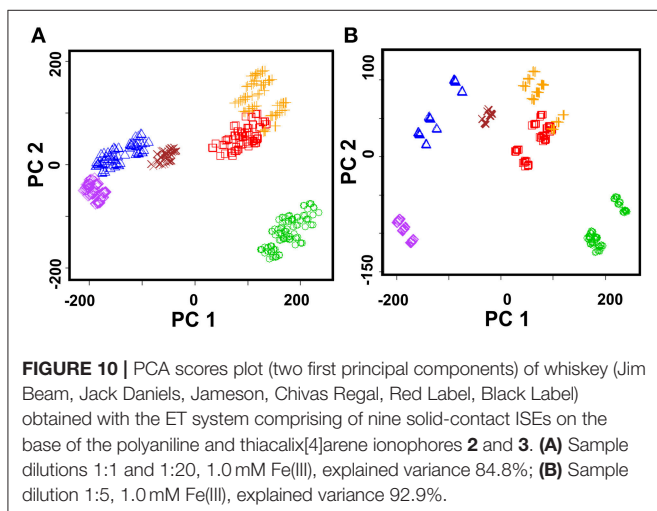 A
B
200
0
-200
PC 2
-200
0
200
PC 1
100
0
-150
PC 2
-200
0
200
PC 1
FIGURE 10 | PCA scores plot (two first principal components) of whiskey (Jim
Beam, Jack Daniels, Jameson, Chivas Regal, Red Label, Black Label)
obtained with the ET system comprising of nine solid-contact ISEs on the
base of the polyaniline and thiacalix[4]arene ionophores 2 and 3. (A) Sample
dilutions 1:1 and 1:20, 1.0 mM Fe(III), explained variance 84.8%; (B) Sample
dilution 1:5, 1.0 mM Fe(III), explained variance 92.9%.